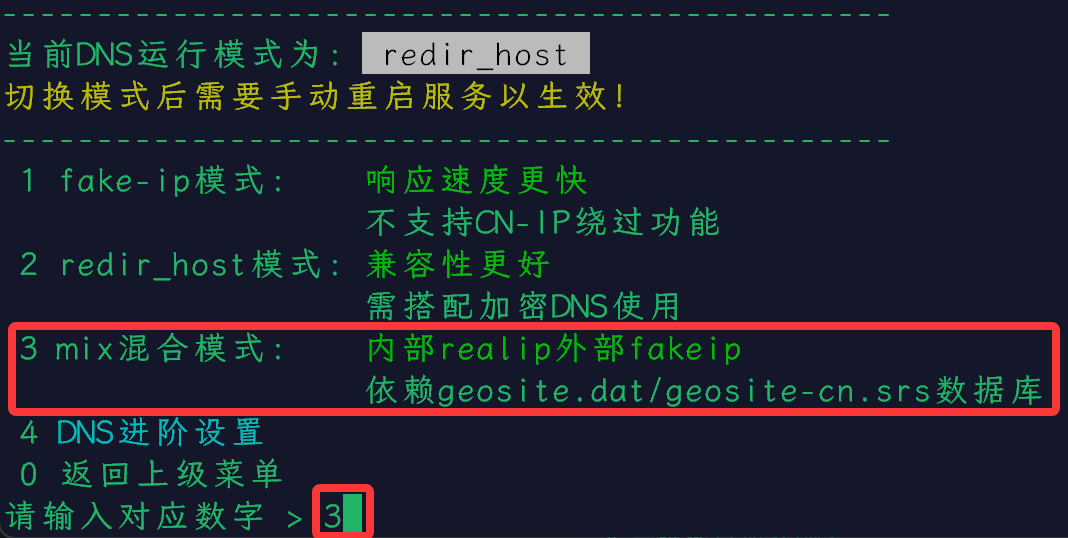 -----------------------------------------------
当前DNS运行模式为: redir_host
切换模式后需要手动重启服务以生效!
-----------------------------------------------
1 fake-ip模式: 响应速度更快
不支持CN-IP绕过功能
2 redir_host模式: 兼容性更好
需搭配加密DNS使用
3 mix混合模式: 内部realip外部fakeip
依赖geosite.dat/geosite-cn.srs数据库
4 DNS进阶设置
0 返回上级菜单
请输入对应数字 > 3